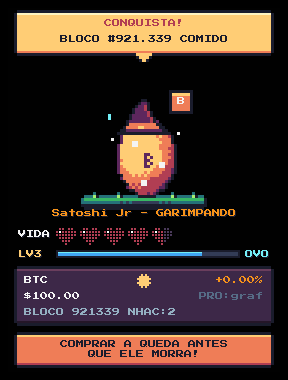 CONQUISTA!
BLOCO #921.339 COMIDO
B
Satoshi Jr - GARIMPANDO
VIDA
LV3 OVO
BTC +0.00%
$100.00 PRO:graf
BLOCO 921339 NHAC:2
COMPRAR A QUEDA ANTES
QUE ELE MORRA!